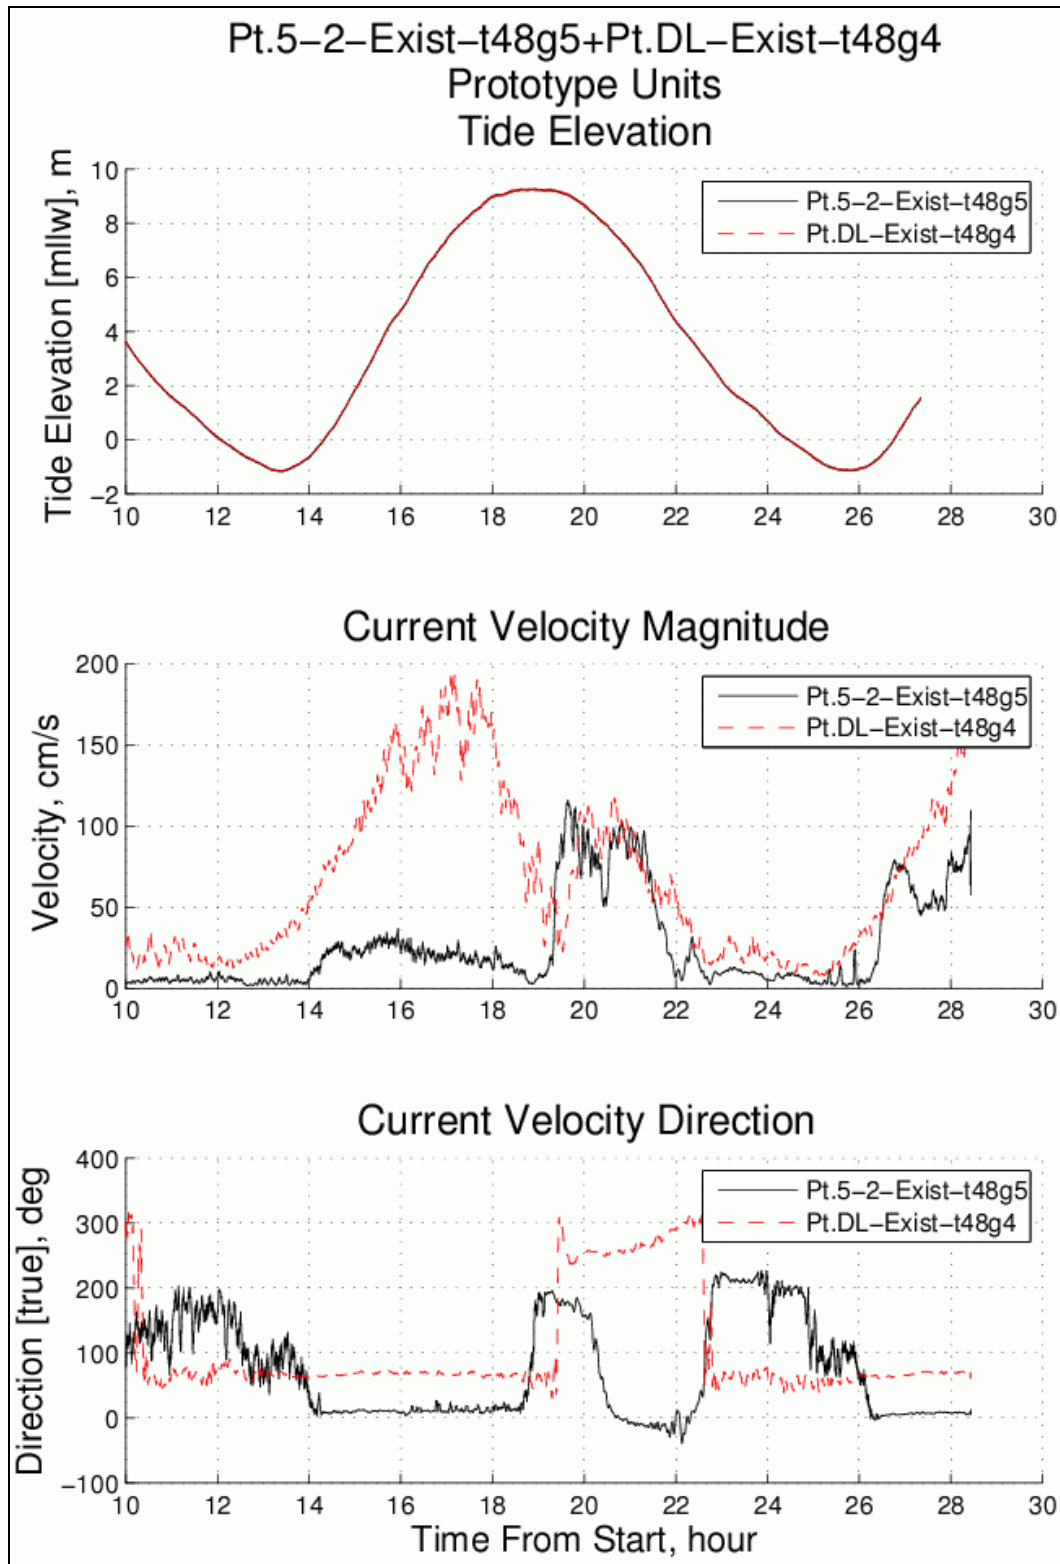 Pt.5−2−Exist−t48g5+Pt.DL−Exist−t48g4
Prototype Units
Tide Elevation
Tide Elevation [mllw], m
10
8
6
4
2
0
−2
Pt.5−2−Exist−t48g5
Pt.DL−Exist−t48g4
10 12 14 16 18 20 22 24 26 28 30
Current Velocity Magnitude
Velocity, cm/s
200
150
100
50
0
Pt.5−2−Exist−t48g5
Pt.DL−Exist−t48g4
10 12 14 16 18 20 22 24 26 28 30
Current Velocity Direction
Direction [true], deg
400
300
200
100
0
−100
Pt.5−2−Exist−t48g5
Pt.DL−Exist−t48g4
10 12 14 16 18 20 22 24 26 28 30
Time From Start, hour